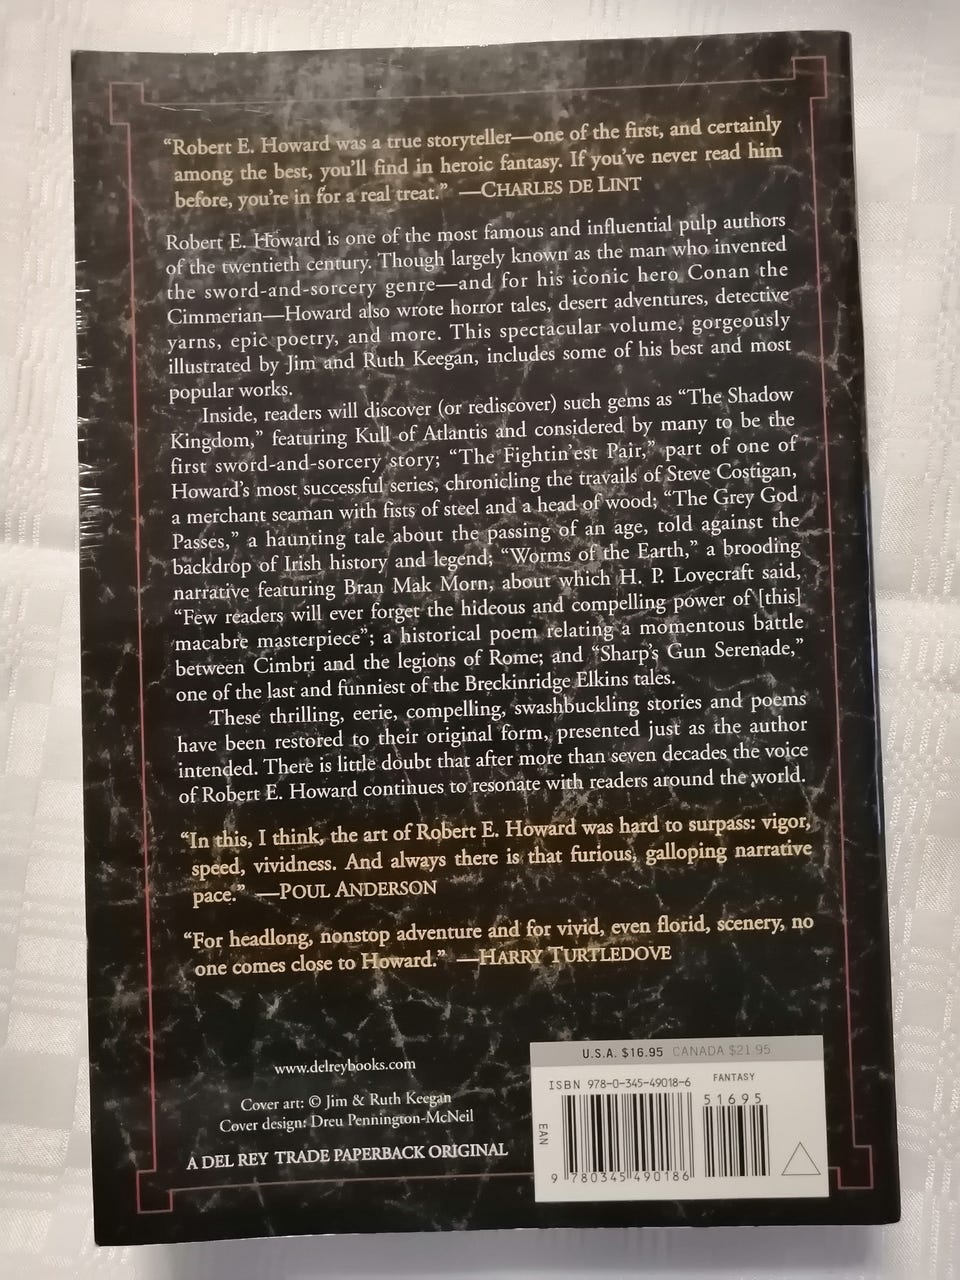 “Robert E. Howard was a true storyteller—one of the first, and certainly
among the best, you’ll find in heroic fantasy. If you’ve never read him
before, you’re in for a real treat.” —CHARLES DE LINT
Robert E. Howard is one of the most famous and influential pulp authors
of the twentieth century. Though largely known as the man who invented
the sword-and-sorcery genre—and for his iconic hero Conan the
Cimmerian—Howard also wrote horror tales, desert adventures, detective
yarns, epic poetry, and more. This spectacular volume, gorgeously
illustrated by Jim and Ruth Keegan, includes some of his best and most
popular works.
Inside, readers will discover (or rediscover) such gems as “The Shadow
Kingdom,” featuring Kull of Atlantis and considered by many to be the
first sword-and-sorcery story; “The Fightin’est Pair,” part of one of
Howard’s most successful series, chronicling the travails of Steve Costigan,
a merchant seaman with fists of steel and a head of wood; “The Grey God
Passes,” a haunting tale about the passing of an age, told against the
backdrop of Irish history and legend; “Worms of the Earth,” a brooding
narrative featuring Bran Mak Morn, about which H. P. Lovecraft said,
“Few readers will ever forget the hideous and compelling power of [this]
macabre masterpiece”; a historical poem relating a momentous battle
between Cimbri and the legions of Rome; and “Sharp’s Gun Serenade,”
one of the last and funniest of the Breckinridge Elkins tales.
These thrilling, eerie, compelling, swashbuckling stories and poems
have been restored to their original form, presented just as the author
intended. There is little doubt that after more than seven decades the voice
of Robert E. Howard continues to resonate with readers around the world.
“In this, I think, the art of Robert E. Howard was hard to surpass: vigor,
speed, vividness. And always there is that furious, galloping narrative
pace.” —POUL ANDERSON
“For headlong, nonstop adventure and for vivid, even florid, scenery, no
one comes close to Howard.” —HARRY TURTLEDOVE
www.delreybooks.com
Cover art: © Jim & Ruth Keegan
Cover design: Dreu Pennington-McNeil
A DEL REY TRADE PAPERBACK ORIGINAL
U.S.A. $16.95 CANADA $21.95
ISBN 978-0-345-49018-6 FANTASY
51695
EAN
9 780345 490186